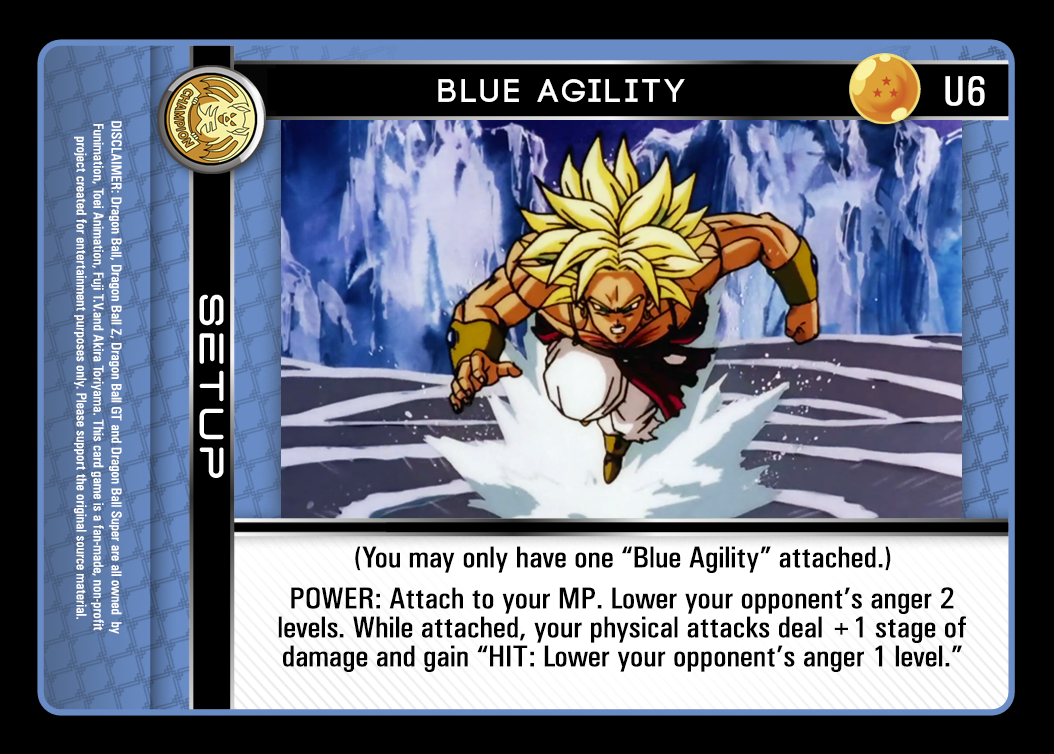 BLUE AGILITY
U6
CHAMPION
SETUP
(You may only have one “Blue Agility” attached.)
POWER: Attach to your MP. Lower your opponent’s anger 2
levels. While attached, your physical attacks deal +1 stage of
damage and gain “HIT: Lower your opponent’s anger 1 level.”
DISCLAIMER: Dragon Ball, Dragon Ball Z, Dragon Ball GT and Dragon Ball Super are all owned by
Funimation, Toei Animation, Fuji T.V.and Akira Toriyama. This card game is a fan-made, non-profit
project created for entertainment purposes only. Please support the original source material.